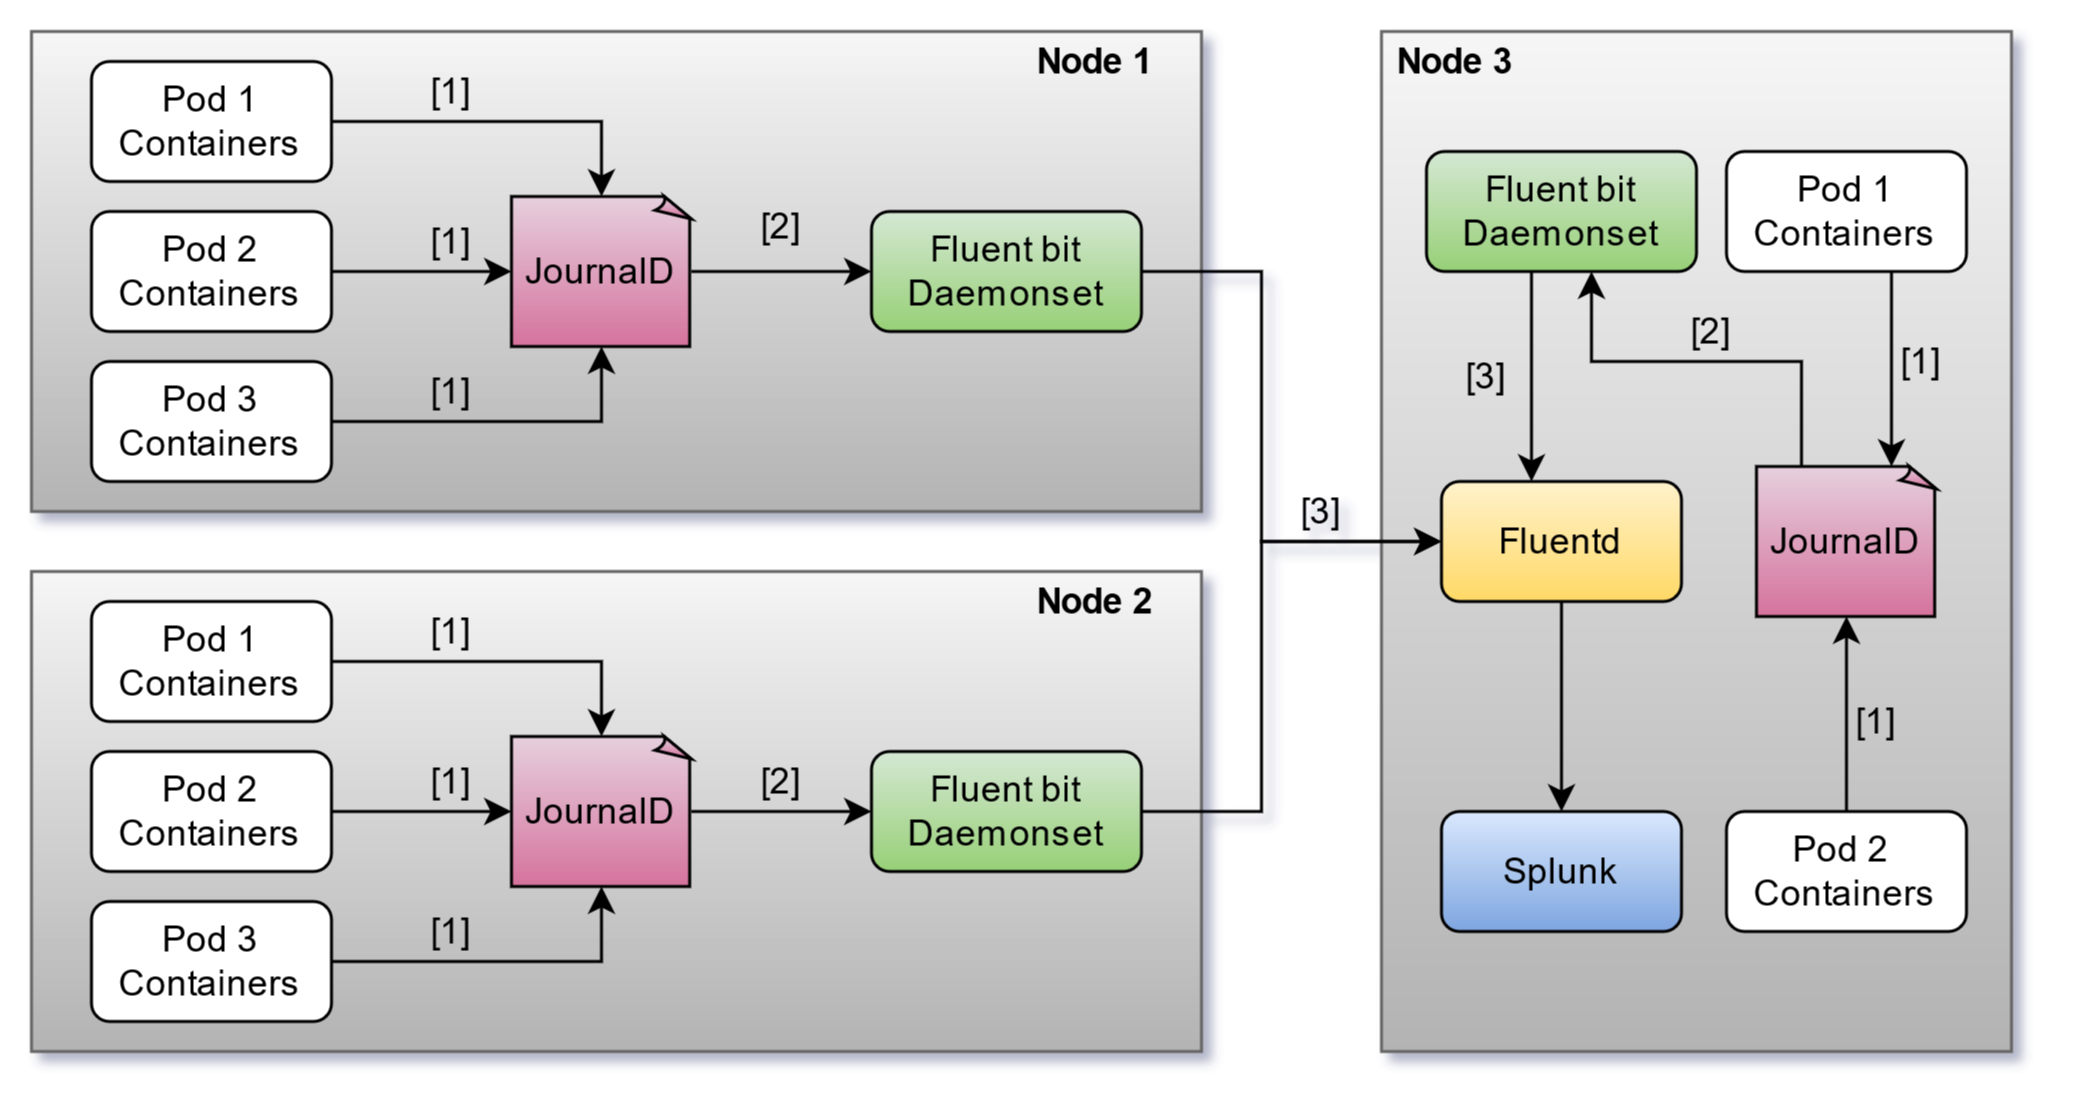 Node 1
Pod 1
Containers
[1]
Pod 2
Containers
[1]
Pod 3
Containers
[1]
JournalD
[2]
Fluent bit
Daemonset
Node 2
Pod 1
Containers
[1]
Pod 2
Containers
[1]
Pod 3
Containers
[1]
JournalD
[2]
Fluent bit
Daemonset
[3]
Node 3
Fluent bit
Daemonset
Pod 1
Containers
[2]
[3]
[1]
Fluentd
JournalD
[1]
Splunk
Pod 2
Containers